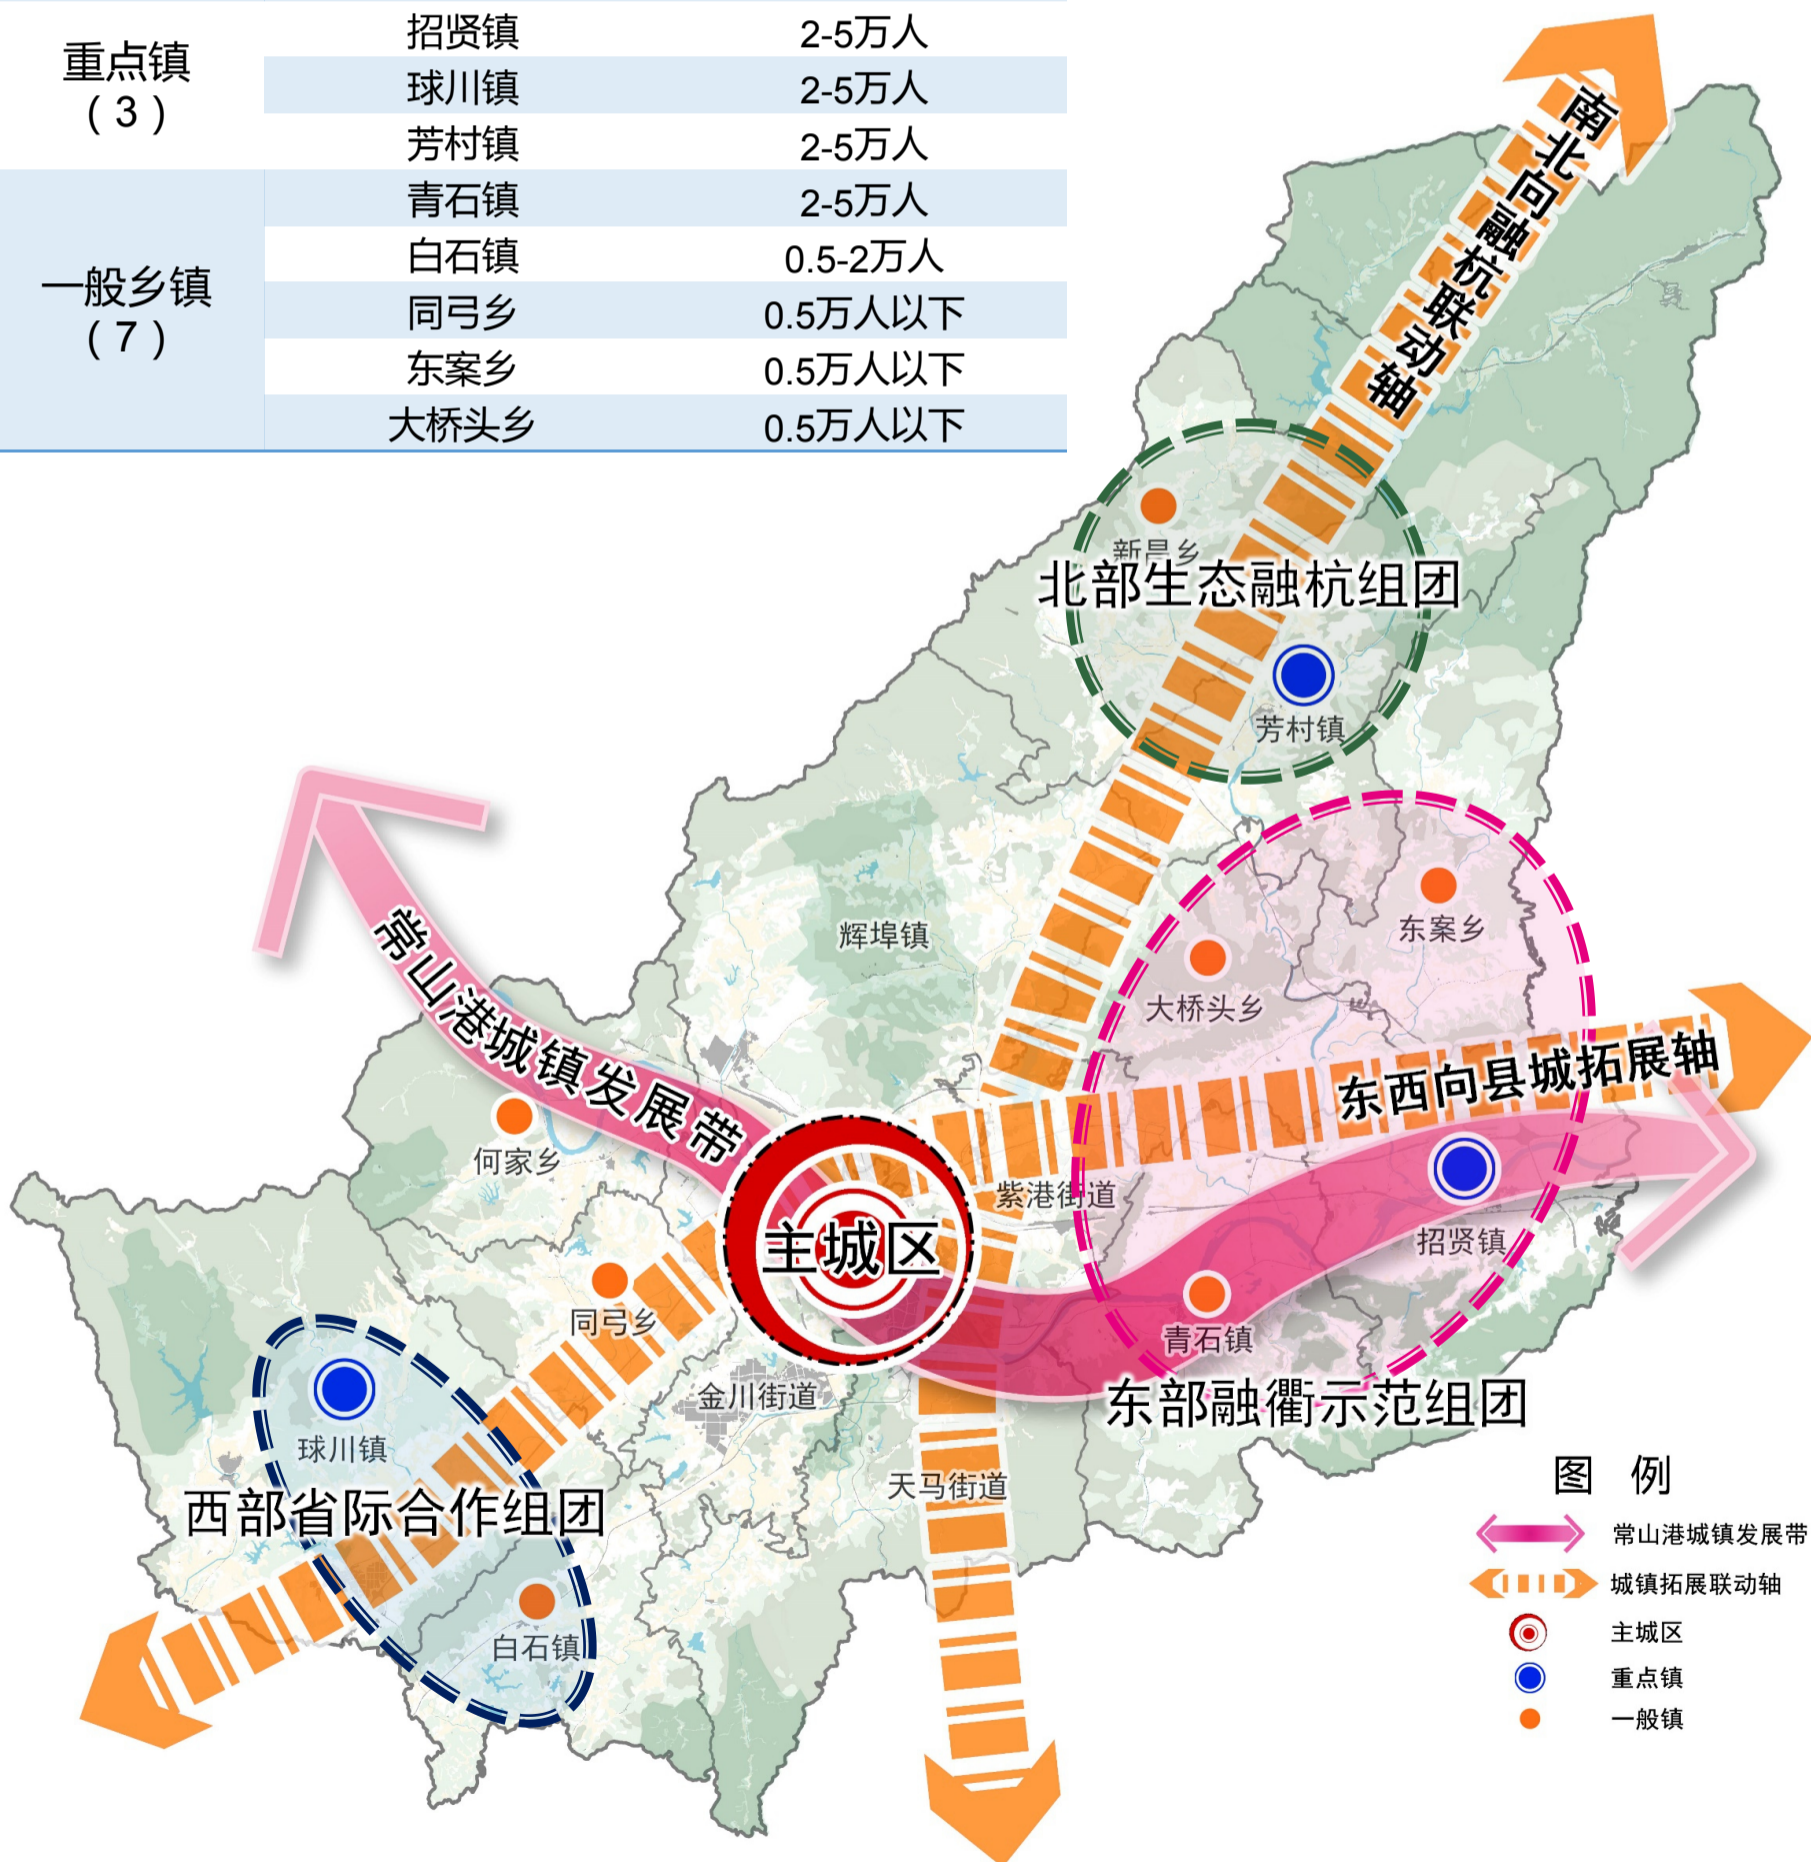 重点镇
（3）
招贤镇 2-5万人
球川镇 2-5万人
芳村镇 2-5万人
一般乡镇
（7）
青石镇 2-5万人
白石镇 0.5-2万人
同弓乡 0.5万人以下
东案乡 0.5万人以下
大桥头乡 0.5万人以下
南北向融杭联动轴
新昌乡
北部生态融杭组团
芳村镇
东案乡
辉埠镇
大桥头乡
常山港城镇发展带
东西向县城拓展轴
何家乡
紫港街道
主城区
招贤镇
同弓乡
青石镇
金川街道
东部融衢示范组团
球川镇
天马街道
西部省际合作组团
白石镇
图 例
常山港城镇发展带
城镇拓展联动轴
主城区
重点镇
一般镇